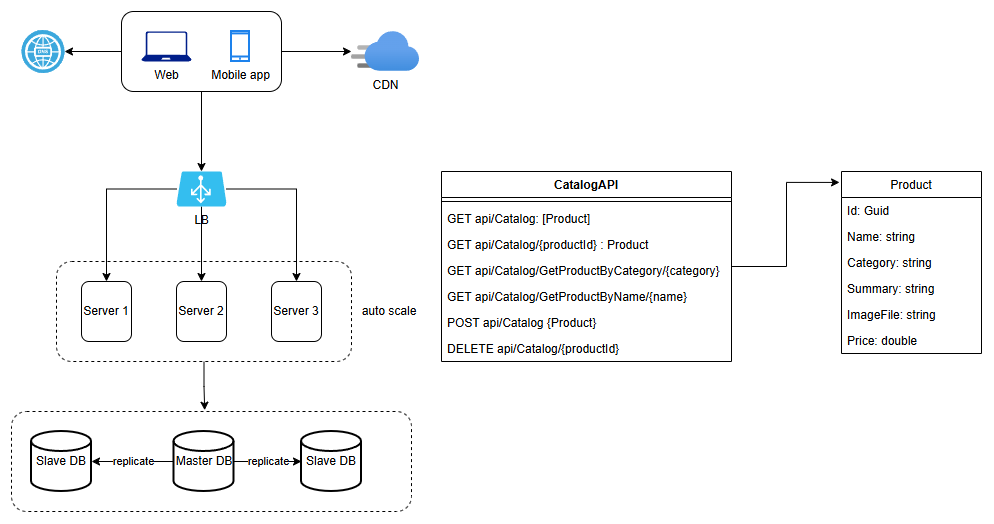 DNS
Web
Mobile app
CDN
LB
Server 1
Server 2
Server 3
auto scale
Slave DB
replicate
Master DB
replicate
Slave DB
CatalogAPI
GET api/Catalog: [Product]
GET api/Catalog/{productId} : Product
GET api/Catalog/GetProductByCategory/{category}
GET api/Catalog/GetProductByName/{name}
POST api/Catalog {Product}
DELETE api/Catalog/{productId}
Product
Id: Guid
Name: string
Category: string
Summary: string
ImageFile: string
Price: double